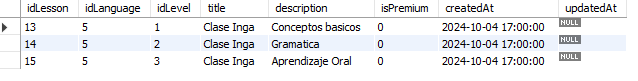 idLesson idLanguage idLevel title description isPremium createdAt updatedAt
13 5 1 Clase Inga Conceptos basicos 0 2024-10-04 17:00:00 NULL
14 5 2 Clase Inga Gramatica 0 2024-10-04 17:00:00 NULL
15 5 3 Clase Inga Aprendizaje Oral 0 2024-10-04 17:00:00 NULL